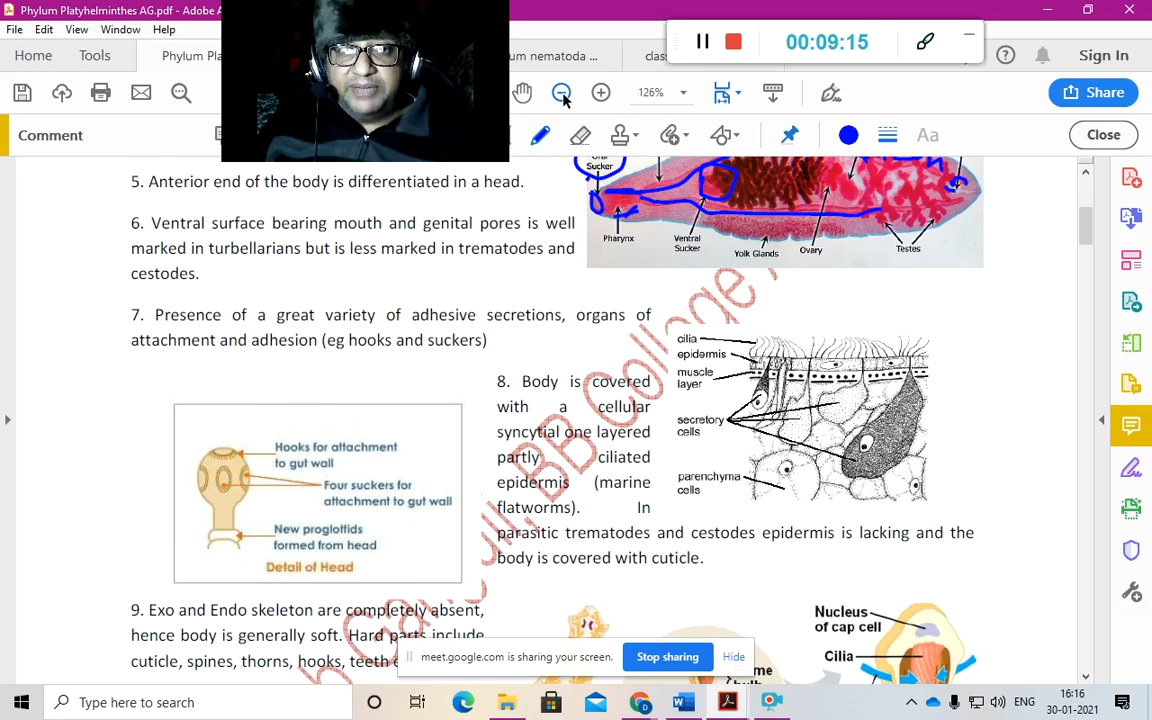 Phylum Platyhelminthes AG.pdf - Adobe A
File Edit View Window Help
00:09:15
Home Tools Phylum Pla um nematoda ... clas Sign In
126% Share
Comment Close
5. Anterior end of the body is differentiated in a head.
6. Ventral surface bearing mouth and genital pores is well
marked in turbellarians but is less marked in trematodes and
cestodes.
Oral
Sucker
Pharynx
Ventral
Sucker
Yolk Glands
Ovary
Testes
7. Presence of a great variety of adhesive secretions, organs of
attachment and adhesion (eg hooks and suckers)
cilia
epidermis
muscle
layer
secretory
cells
parenchyma
cells
8. Body is covered
with a cellular
syncytial one layered
partly ciliated
epidermis (marine
flatworms). In
parasitic trematodes and cestodes epidermis is lacking and the
body is covered with cuticle.
Hooks for attachment
to gut wall
Four suckers for
attachment to gut wall
New proglottids
formed from head
Detail of Head
9. Exo and Endo skeleton are completely absent,
hence body is generally soft. Hard parts include
cuticle, spines, thorns, hooks, teeth e
Nucleus
of cap cell
Cilia
BB College
meet.google.com is sharing your screen. Stop sharing Hide
Type here to search
ENG
16:16
30-01-2021